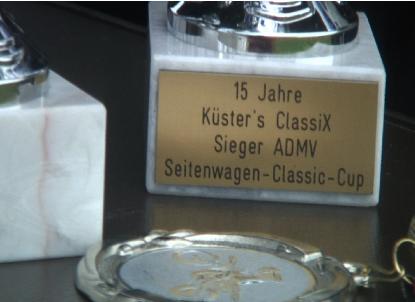 15 Jahre
Küster's ClassiX
Sieger ADMV
Seitenwagen-Classic-Cup